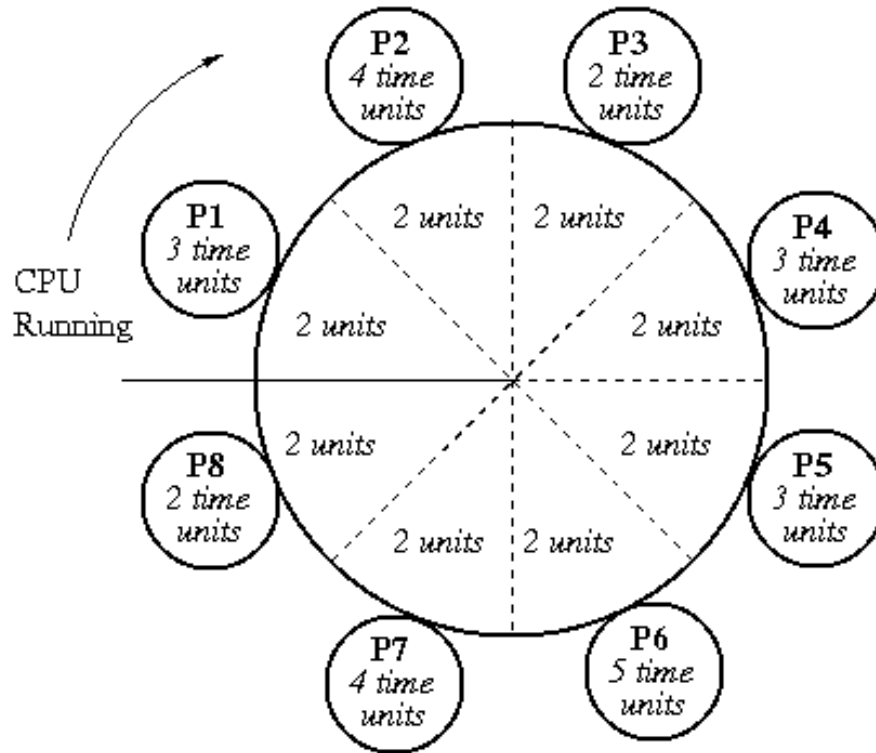 P2
4 time
units
P3
2 time
units
P1
3 time
units
2 units
2 units
P4
3 time
units
CPU
Running
2 units
2 units
P8
2 time
units
2 units
2 units
P5
3 time
units
2 units
2 units
P7
4 time
units
P6
5 time
units